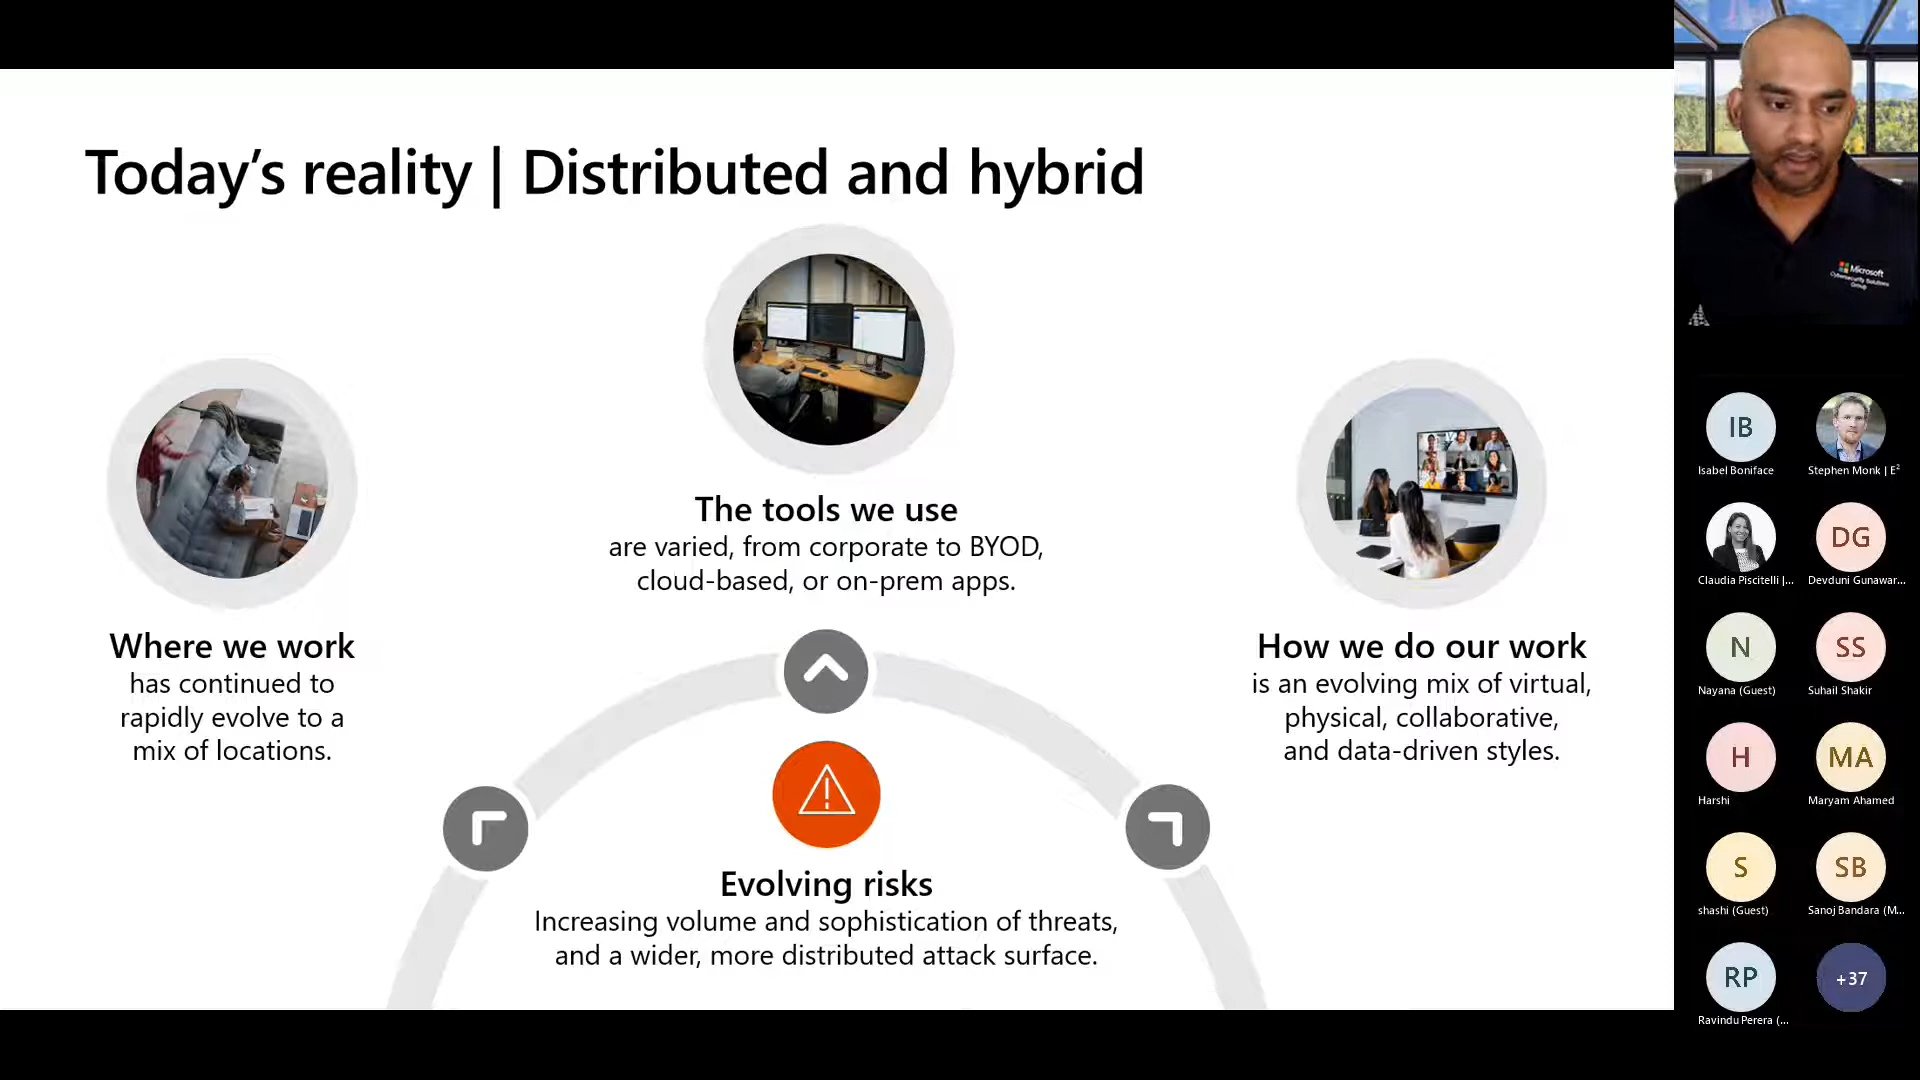 Today’s reality | Distributed and hybrid
The tools we use
are varied, from corporate to BYOD,
cloud-based, or on-prem apps.
Where we work
has continued to
rapidly evolve to a
mix of locations.
How we do our work
is an evolving mix of virtual,
physical, collaborative,
and data-driven styles.
Evolving risks
Increasing volume and sophistication of threats,
and a wider, more distributed attack surface.
Microsoft
Cybersecurity Solutions
Group
IB
Isabel Boniface
Stephen Monk | E²
Claudia Piscitelli |...
DG
Devduni Gunawar...
N
Nayana (Guest)
SS
Suhail Shakir
H
Harshi
MA
Maryam Ahamed
S
shashi (Guest)
SB
Sanoj Bandara (M...
RP
Ravindu Perera (...
+37